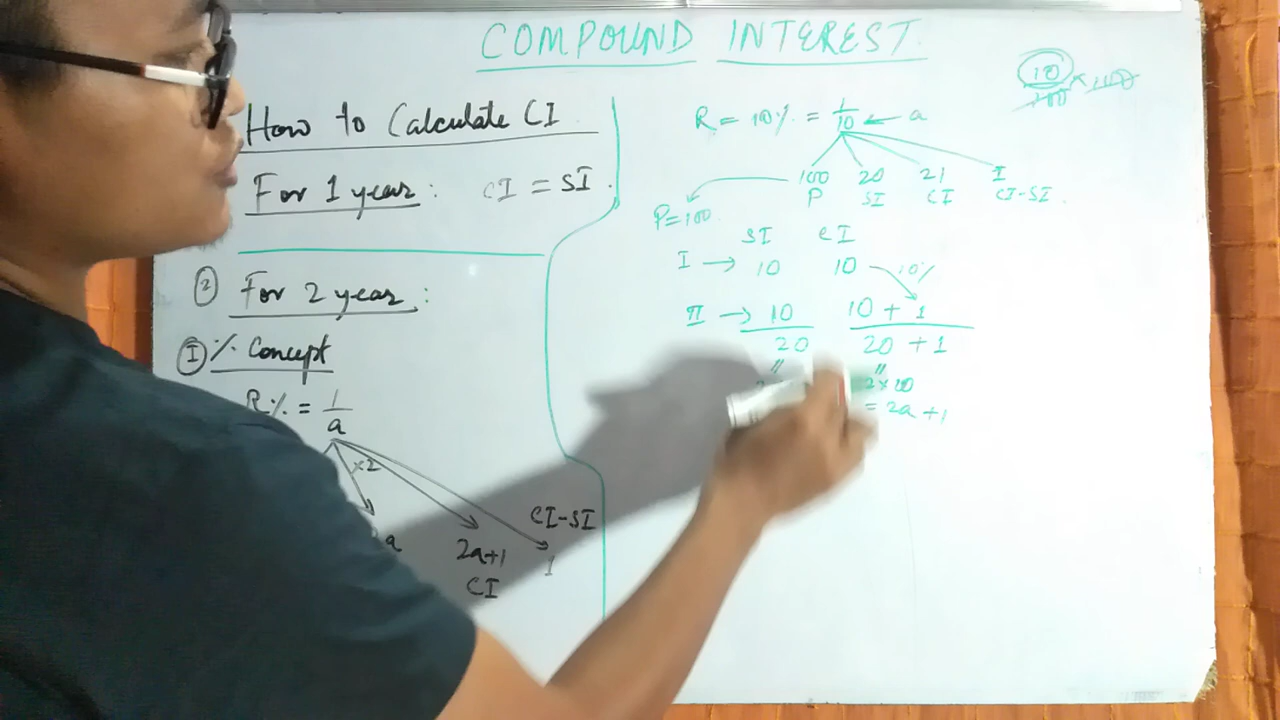 COMPOUND INTEREST
How to Calculate CI
For 1 year: CI = SI.
② For 2 year:
Ⅰ % Concept
R% = 1/a
×2
CI-SI
a 2a+1 1
CI
10/100 × 100
R = 10% = 1/10 ← a
100 20 21 1
P SI CI CI-SI.
P=100
SI CI
I → 10 10 10%
II → 10 10 + 1
20 20 + 1
" "
2×10
= 2a + 1